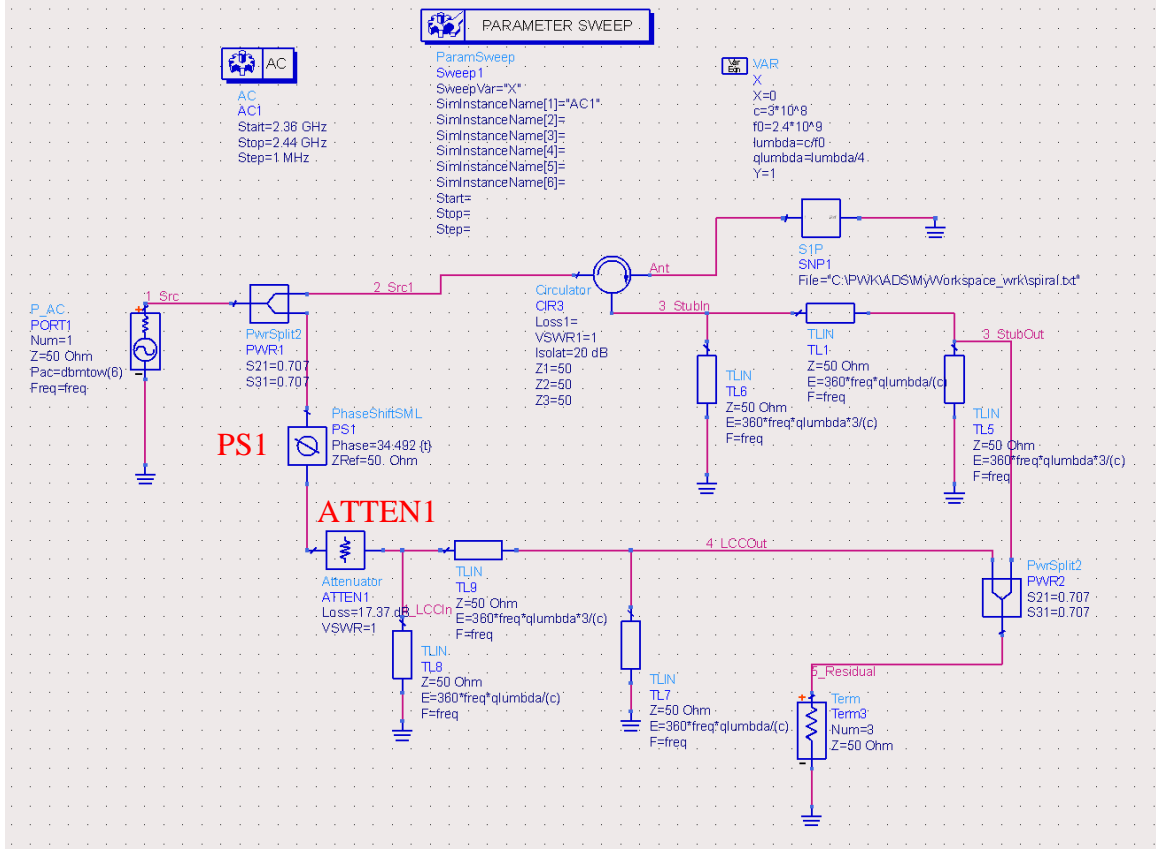 PARAMETER SWEEP
ParamSweep
Sweep1
SweepVar="X"
SimInstanceName[1]="AC1"
SimInstanceName[2]=
SimInstanceName[3]=
SimInstanceName[4]=
SimInstanceName[5]=
SimInstanceName[6]=
Start=
Stop=
Step=
AC
AC
AC1
Start=2.36 GHz
Stop=2.44 GHz
Step=1 MHz
Var
Eqn
VAR
X
X=0
c=3*10^8
f0=2.4*10^9
lumbda=c/f0
qlumbda=lumbda/4
Y=1
S1P
SNP1
File="C:\PWK\ADS\MyWorkspace_wrk\spiral.txt"
1_Src
P_AC
PORT1
Num=1
Z=50 Ohm
Pac=dbmtow(6)
Freq=freq
PwrSplit2
PWR1
S21=0.707
S31=0.707
2_Src1
Ant
Circulator
CIR3
Loss1=
VSWR1=1
Isolat=20 dB
Z1=50
Z2=50
Z3=50
3_StubIn
TLIN
TL1
Z=50 Ohm
E=360*freq*qlumbda/(c)
F=freq
3_StubOut
TLIN
TL6
Z=50 Ohm
E=360*freq*qlumbda*3/(c)
F=freq
TLIN
TL5
Z=50 Ohm
E=360*freq*qlumbda*3/(c)
F=freq
PS1
PhaseShiftSML
PS1
Phase=34.492 {t}
ZRef=50. Ohm
ATTEN1
Attenuator
ATTEN1
Loss=17.37 dB
VSWR=1
_LCCIn
TLIN
TL9
Z=50 Ohm
E=360*freq*qlumbda*3/(c)
F=freq
4_LCCOut
TLIN
TL8
Z=50 Ohm
E=360*freq*qlumbda/(c)
F=freq
TLIN
TL7
Z=50 Ohm
E=360*freq*qlumbda/(c)
F=freq
PwrSplit2
PWR2
S21=0.707
S31=0.707
5_Residual
Term
Term3
Num=3
Z=50 Ohm